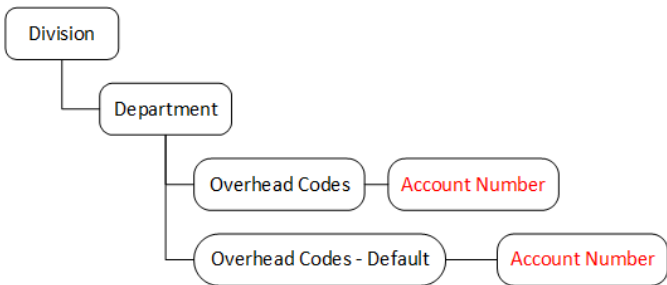 Division
Department
Overhead Codes Account Number
Overhead Codes - Default Account Number